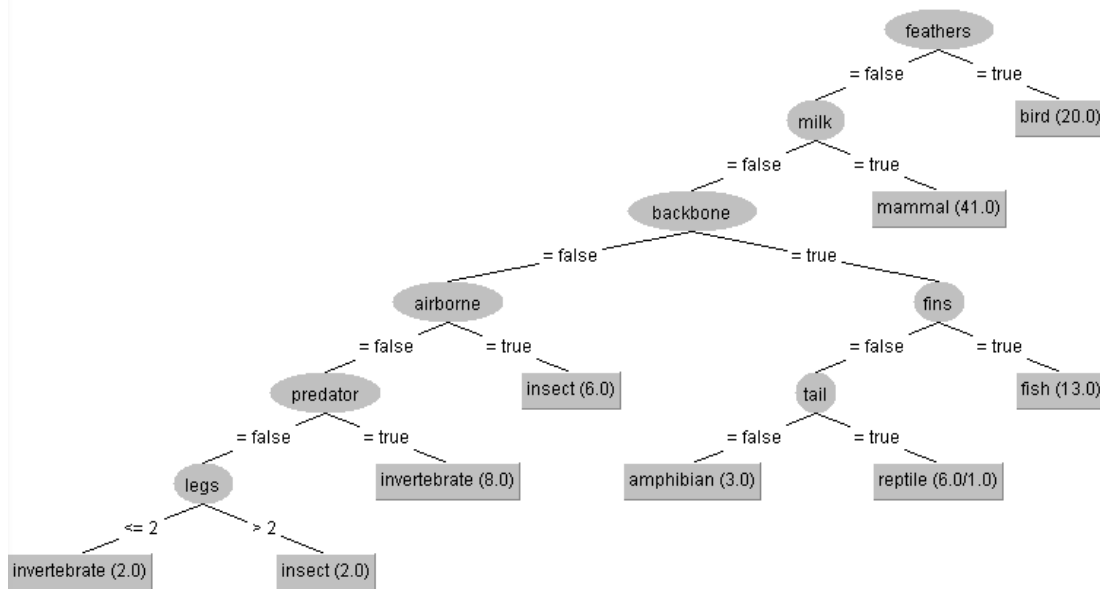 feathers
= false
= true
milk
bird (20.0)
= false
= true
backbone
mammal (41.0)
= false
= true
airborne
fins
= false
= true
= false
= true
predator
insect (6.0)
tail
fish (13.0)
= false
= true
= false
= true
legs
invertebrate (8.0)
amphibian (3.0)
reptile (6.0/1.0)
<= 2
> 2
invertebrate (2.0)
insect (2.0)